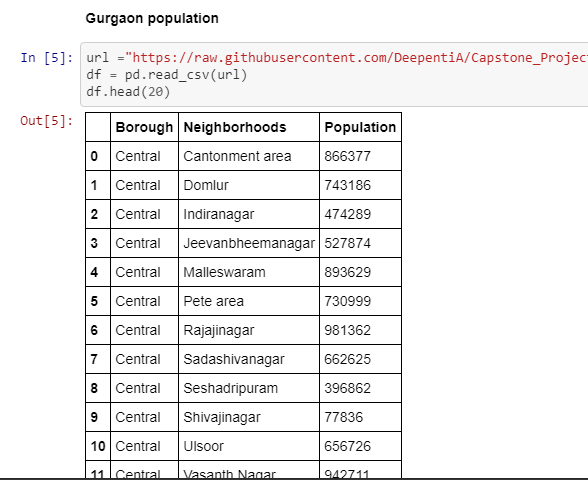 Gurgaon population
In [5]: url ="https://raw.githubusercontent.com/DeepentiA/Capstone_Projec
df = pd.read_csv(url)
df.head(20)
Out[5]:
Borough Neighborhoods Population
0 Central Cantonment area 866377
1 Central Domlur 743186
2 Central Indiranagar 474289
3 Central Jeevanbheemanagar 527874
4 Central Malleswaram 893629
5 Central Pete area 730999
6 Central Rajajinagar 981362
7 Central Sadashivanagar 662625
8 Central Seshadripuram 396862
9 Central Shivajinagar 77836
10 Central Ulsoor 656726
11 Central Vasanth Nagar 942711